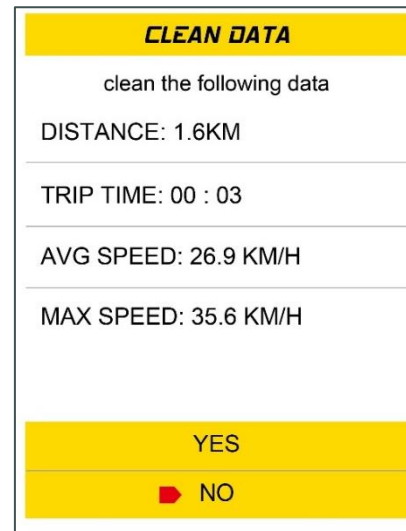 CLEAN DATA
clean the following data
DISTANCE: 1.6KM
TRIP TIME: 00 : 03
AVG SPEED: 26.9 KM/H
MAX SPEED: 35.6 KM/H
YES
NO